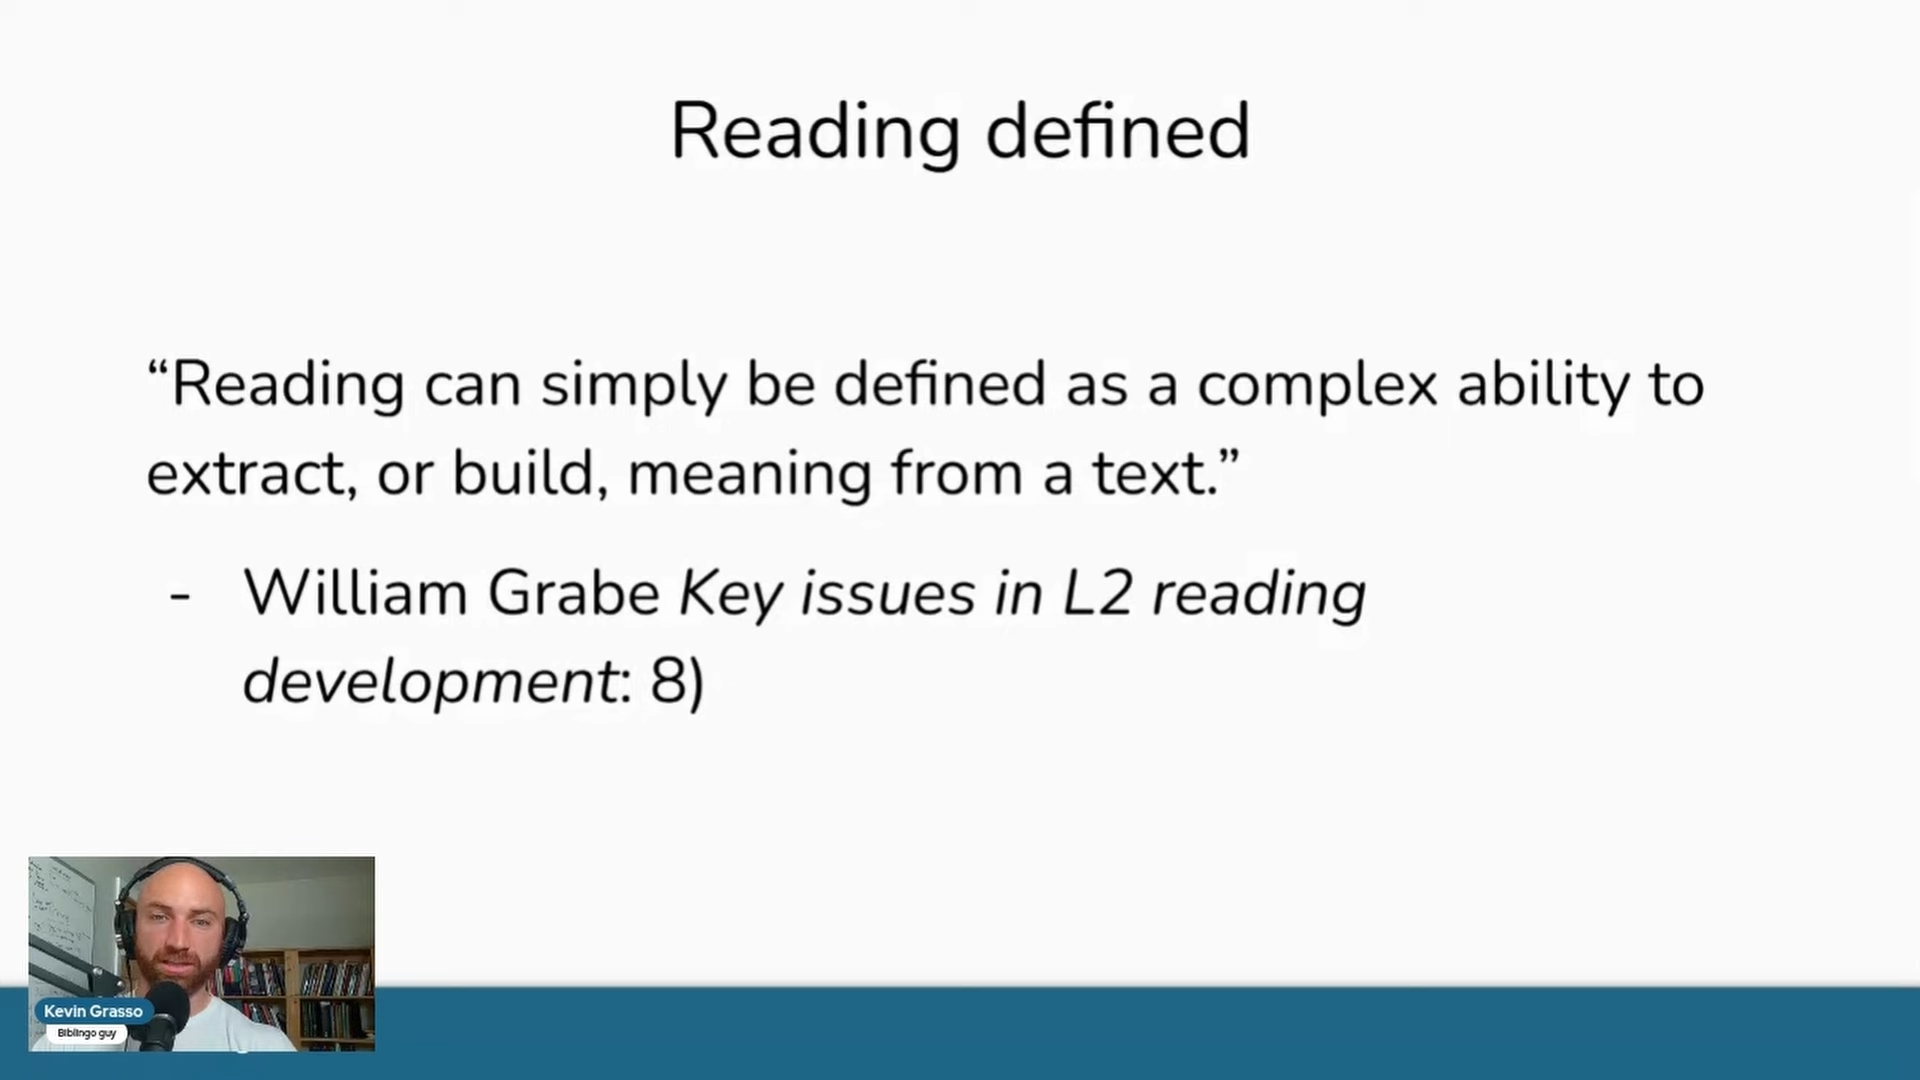 Reading defined
“Reading can simply be defined as a complex ability to
extract, or build, meaning from a text.”
- William Grabe Key issues in L2 reading
development: 8)
Kevin Grasso
Biblingo guy